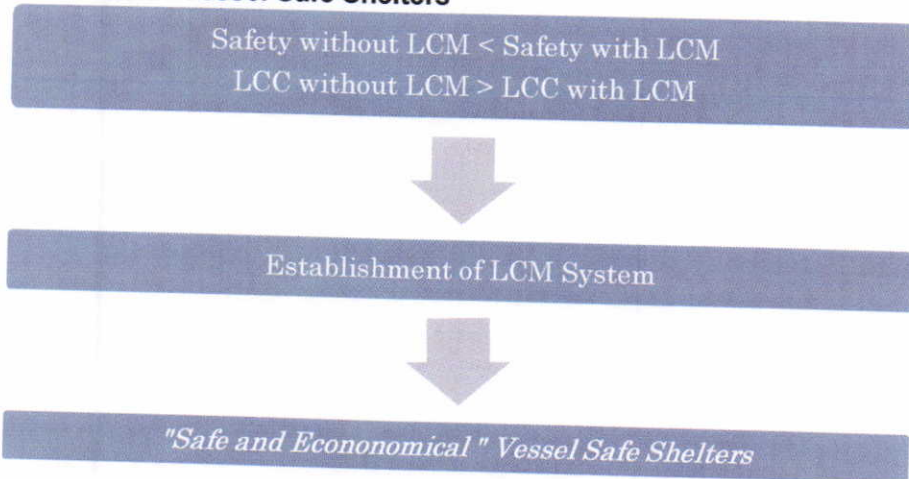 Vessel Safe Shelters
Safety without LCM < Safety with LCM
LCC without LCM > LCC with LCM
Establishment of LCM System
"Safe and Econonomical " Vessel Safe Shelters